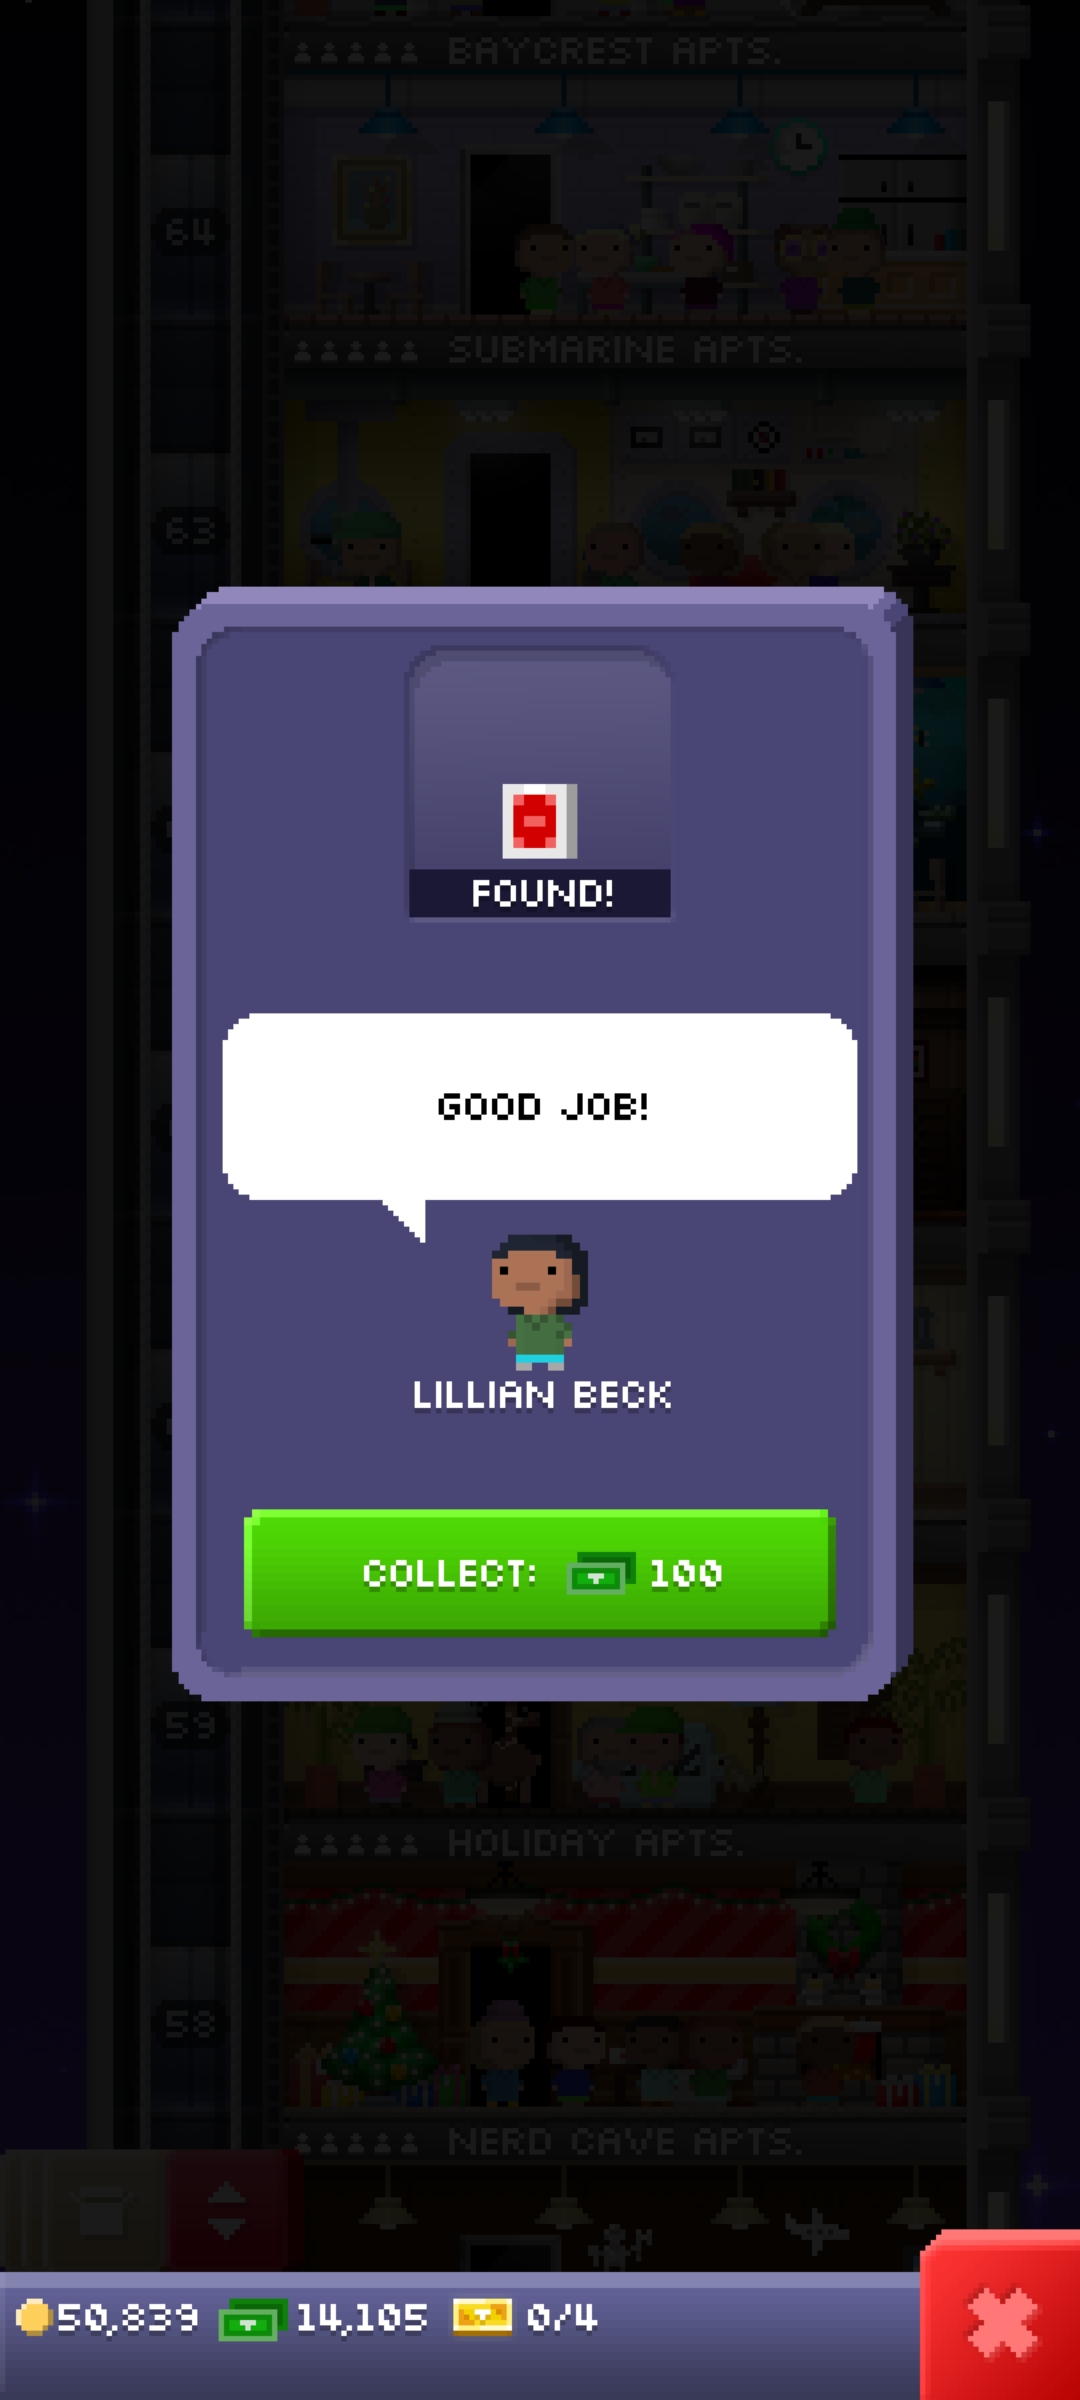 BAYCREST APTS.
64
SUBMARINE APTS.
63
FOUND!
GOOD JOB!
LILLIAN BECK
COLLECT: 100
59
HOLIDAY APTS.
58
NERD CAVE APTS.
50,839 14,105 0/4